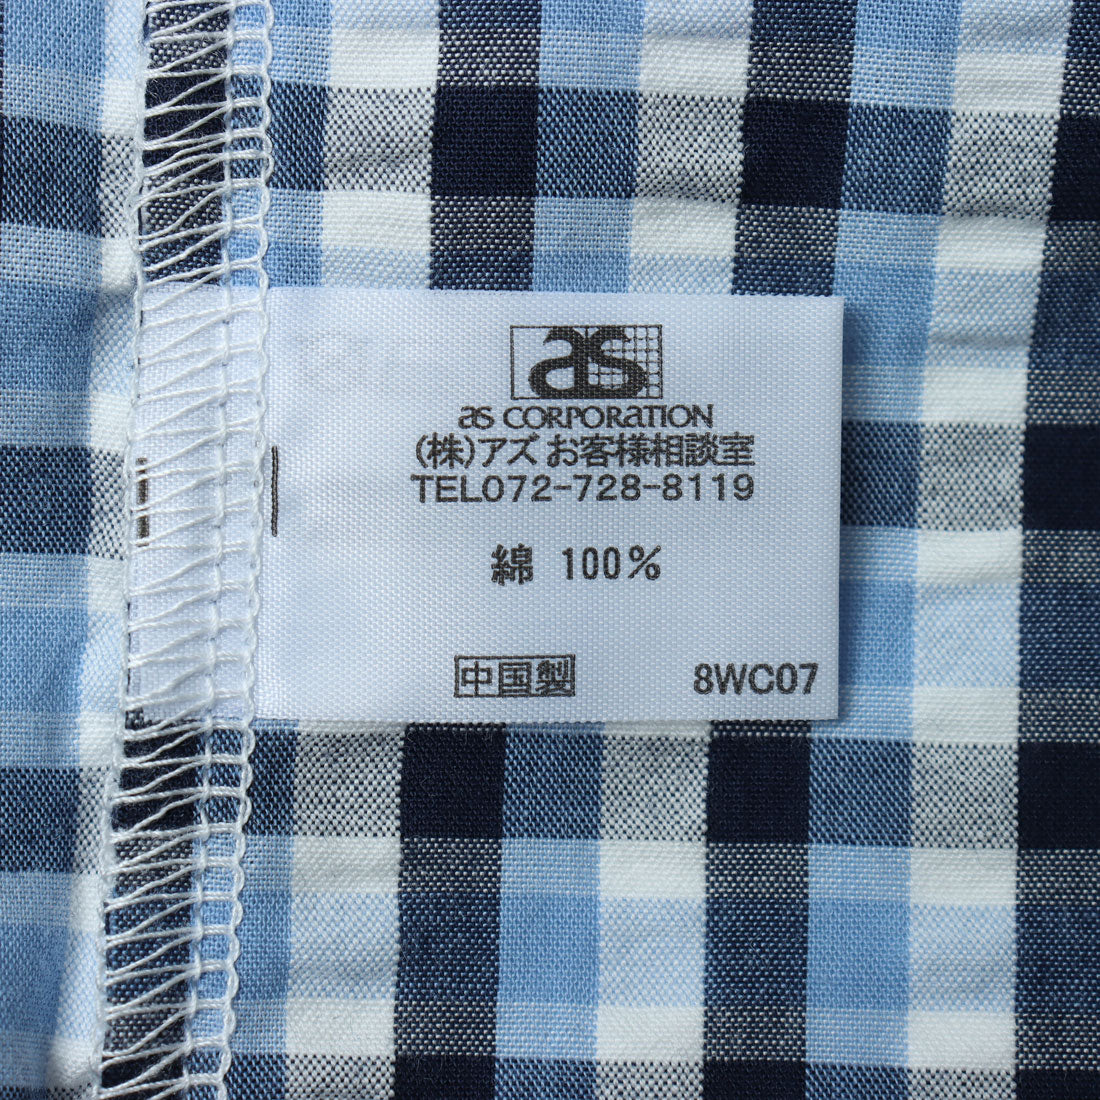 as
as CORPORATION
(株)アズ お客様相談室
TEL072-728-8119
綿 100%
中国製 8WC07